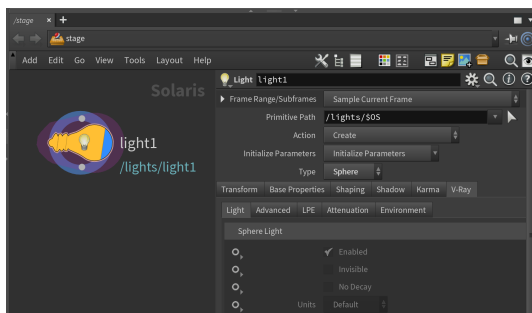 /stage
stage
Add Edit Go View Tools Layout Help
Solaris
light1
/lights/light1
Light light1
Frame Range/Subframes Sample Current Frame
Primitive Path /lights/$OS
Action Create
Initialize Parameters Initialize Parameters
Type Sphere
Transform Base Properties Shaping Shadow Karma V-Ray
Light Advanced LPE Attenuation Environment
Sphere Light
Enabled
Invisible
No Decay
Units Default